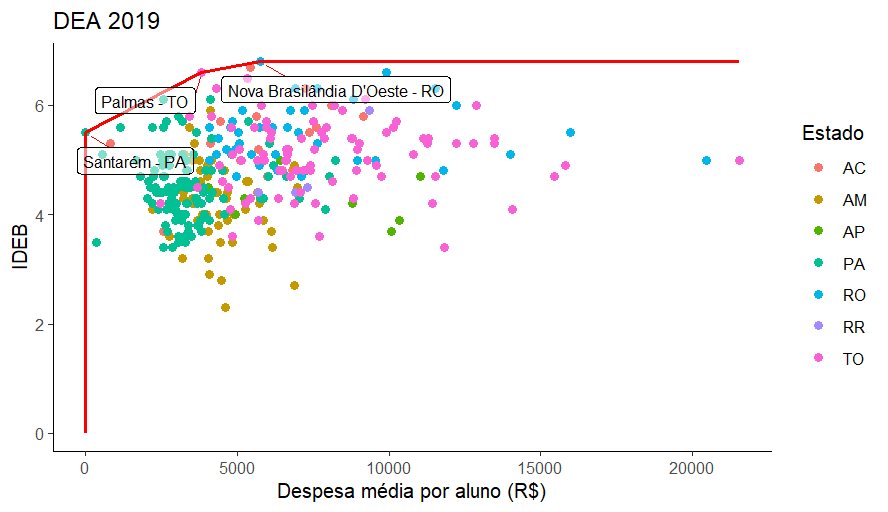 DEA 2019
Palmas - TO
Nova Brasilândia D'Oeste - RO
Santarém - PA
IDEB
6
4
2
0
0
5000
10000
15000
20000
Despesa média por aluno (R$)
Estado
AC
AM
AP
PA
RO
RR
TO